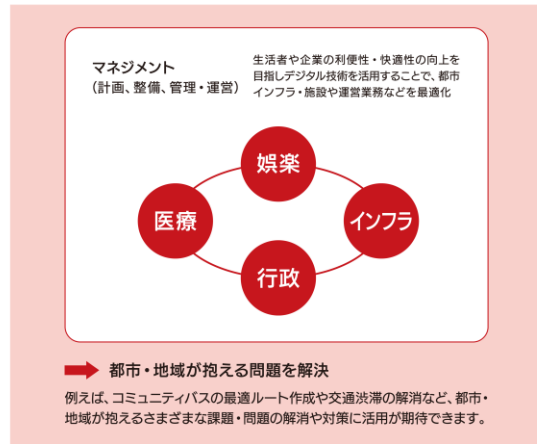 マネジメント
(計画、整備、管理・運営)
生活者や企業の利便性・快適性の向上を
目指しデジタル技術を活用することで、都市
インフラ・施設や運営業務などを最適化
娯楽
医療
インフラ
行政
都市・地域が抱える問題を解決
例えば、コミュニティバスの最適ルート作成や交通渋滞の解消など、都市・
地域が抱えるさまざまな課題・問題の解消や対策に活用が期待できます。